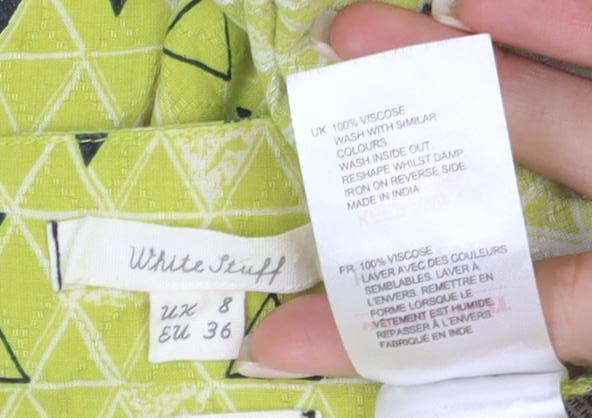 UK 100% VISCOSE
WASH WITH SIMILAR
COLOURS.
WASH INSIDE OUT
RESHAPE WHILST DAMP
IRON ON REVERSE SIDE
MADE IN INDIA
FR 100% VISCOSE
LAVER AVEC DES COULEURS
SEMBLABLES. LAVER À
L'ENVERS. REMETTRE EN
FORME LORSQUE LE
VÊTEMENT EST HUMIDE.
REPASSER À L'ENVERS.
FABRIQUÉ EN INDE
White Stuff
UK 8
EU 36